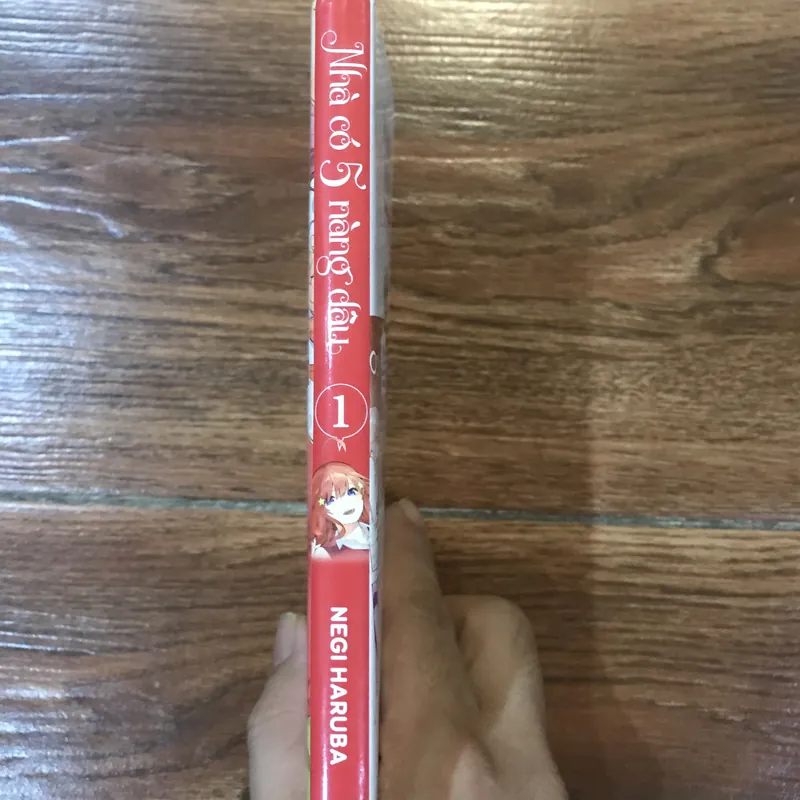 Nhà có 5 nàng dâu
1
NEGI HARUBA